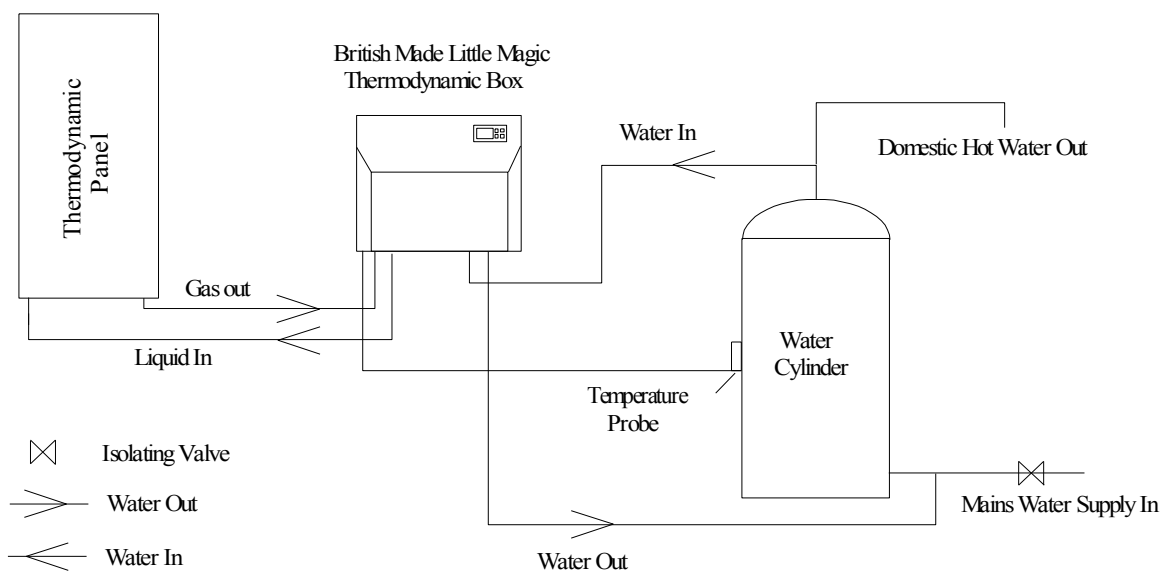 Thermodynamic
Panel
British Made Little Magic
Thermodynamic Box
Water In
Domestic Hot Water Out
Gas out
Liquid In
Water
Cylinder
Temperature
Probe
Isolating Valve
Water Out
Water In
Mains Water Supply In
Water Out